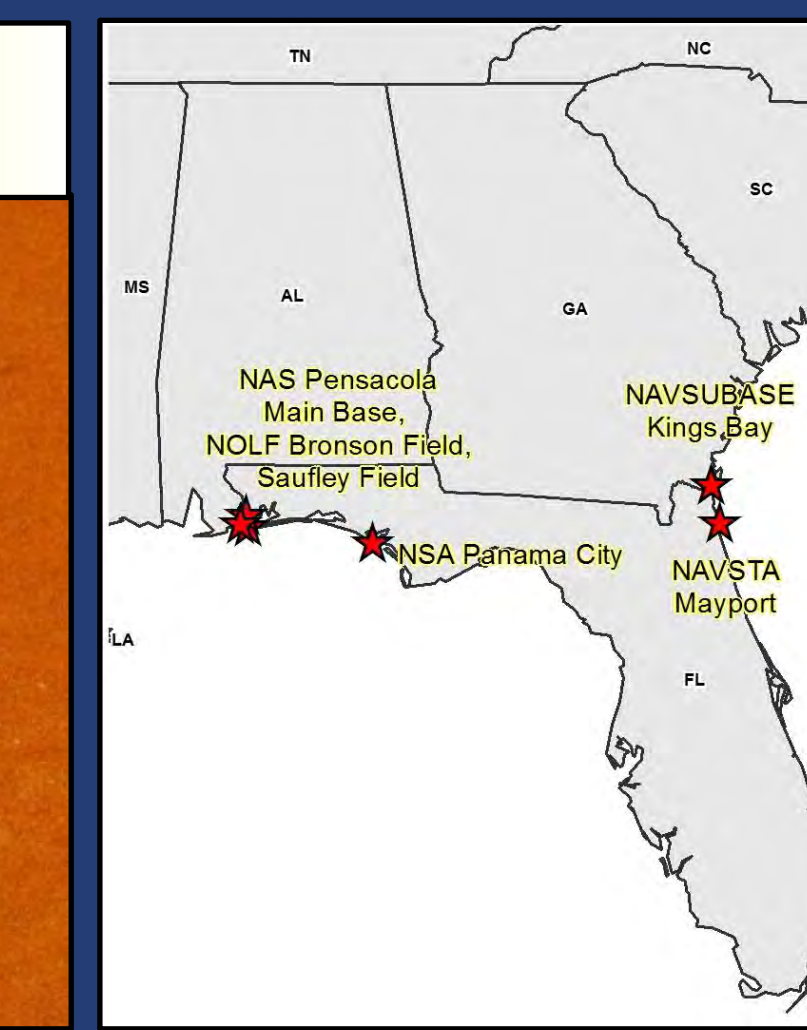 TN
NC
SC
MS
AL
GA
NAS Pensacola
Main Base,
NOLF Bronson Field,
Saufley Field
NAVSUBASE
Kings Bay
NSA Panama City
NAVSTA
Mayport
LA
FL